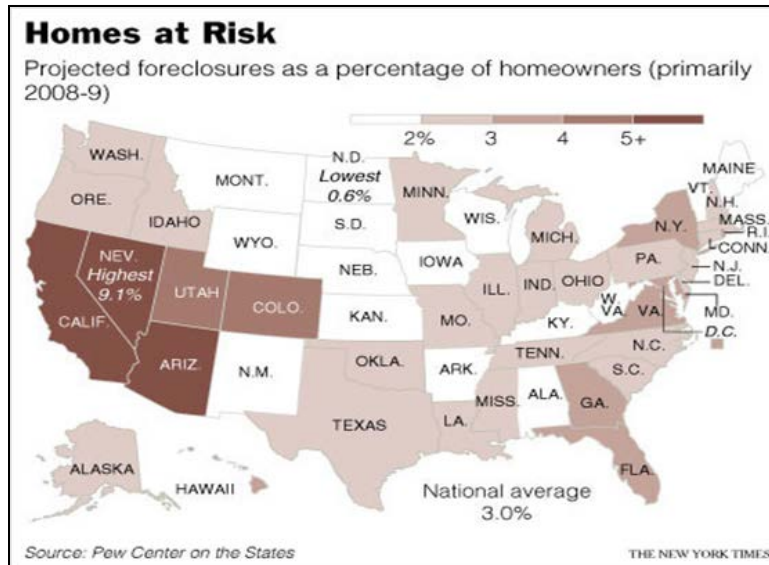 Homes at Risk
Projected foreclosures as a percentage of homeowners (primarily
2008-9)
2% 3 4 5+
WASH.
MONT.
N.D.
Lowest
0.6%
MINN.
MAINE
VT.
N.H.
ORE.
IDAHO
S.D.
WIS.
MICH.
N.Y.
MASS.
R.I.
CONN.
WYO.
NEV.
Highest
9.1%
NEB.
IOWA
PA.
N.J.
DEL.
UTAH
COLO.
ILL.
IND.
OHIO
W.
VA.
VA.
MD.
D.C.
CALIF.
KAN.
MO.
KY.
N.C.
ARIZ.
N.M.
OKLA.
ARK.
TENN.
S.C.
TEXAS
LA.
MISS.
ALA.
GA.
FLA.
ALASKA
HAWAII
National average
3.0%
Source: Pew Center on the States
THE NEW YORK TIMES